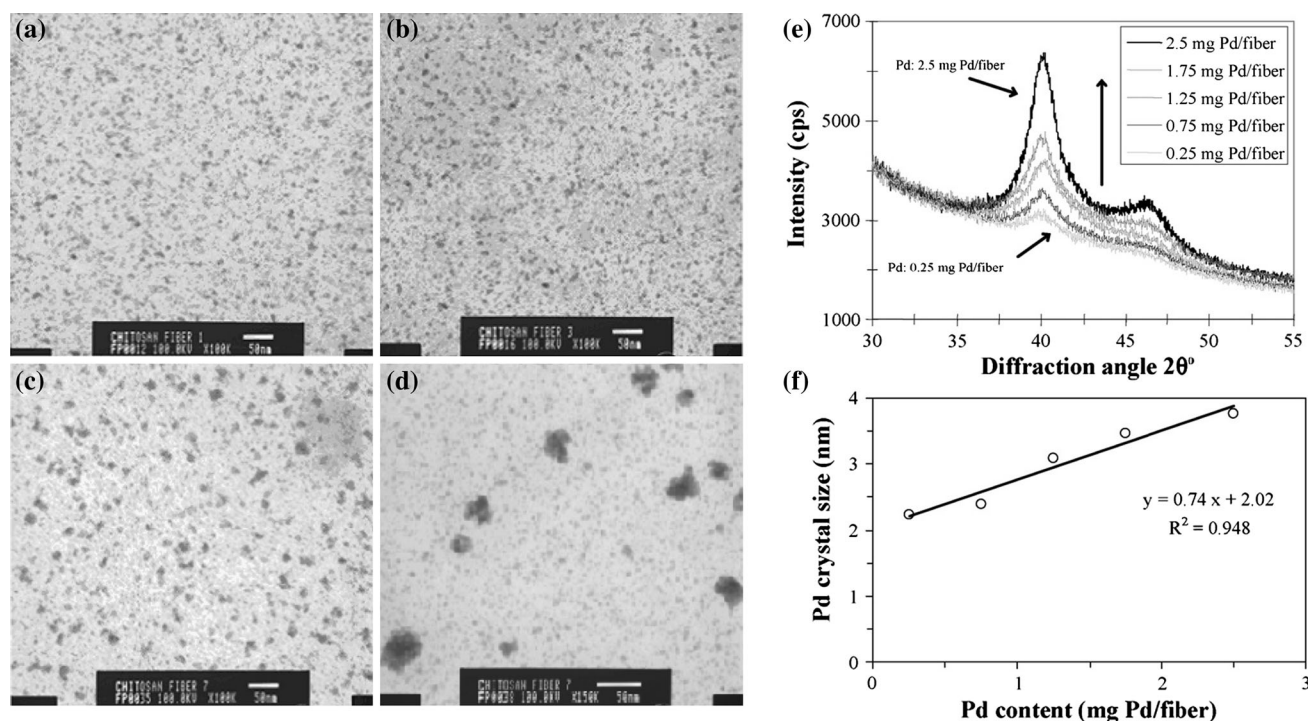 (a)
CHITOSAN FIBER 1
FP0012 100.0KV X100K 50nm
(b)
CHITOSAN FIBER 3
FP0016 100.0KV X100K 50nm
(c)
CHITOSAN FIBER 7
FP0035 100.0KV X100K 50nm
(d)
CHITOSAN FIBER 7
FP0038 100.0KV X150K 50nm
(e)
7000
5000
3000
1000
Intensity (cps)
2.5 mg Pd/fiber
1.75 mg Pd/fiber
1.25 mg Pd/fiber
0.75 mg Pd/fiber
0.25 mg Pd/fiber
Pd: 2.5 mg Pd/fiber
Pd: 0.25 mg Pd/fiber
30 35 40 45 50 55
Diffraction angle 2θº
(f)
4
3
2
1
0
Pd crystal size (nm)
y = 0.74 x + 2.02
R² = 0.948
0 1 2 3
Pd content (mg Pd/fiber)